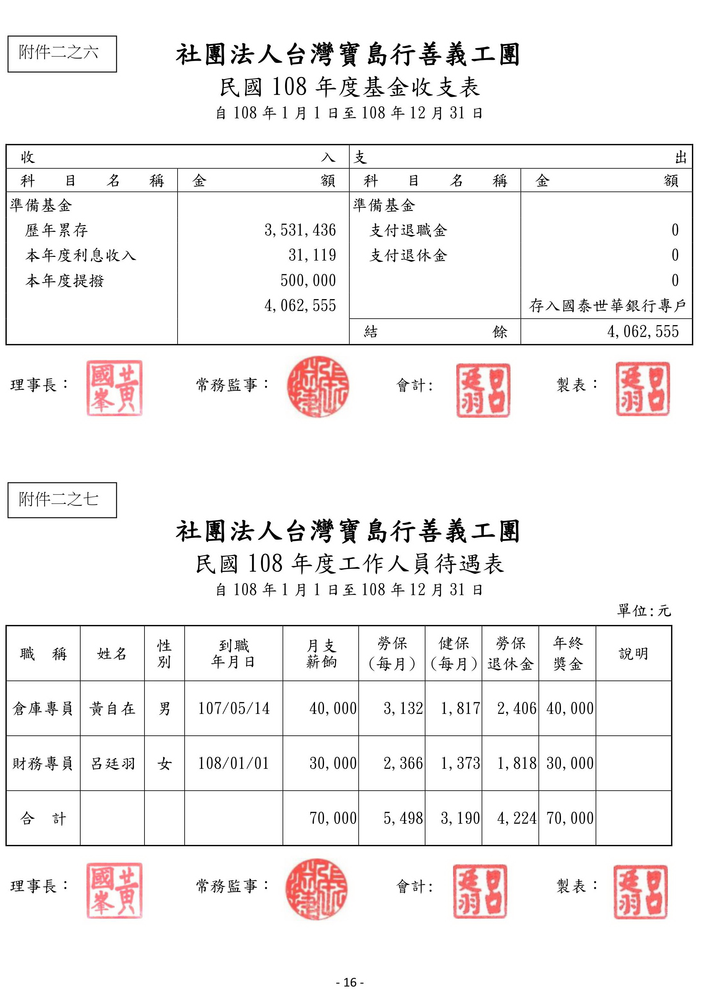 附件二之六
社團法人台灣寶島行善義工團
民國 108 年度基金收支表
自 108 年 1 月 1 日至 108 年 12 月 31 日
收 入 支 出
科 目 名 稱 金 額 科 目 名 稱 金 額
準備基金 準備基金
歷年累存 3,531,436 支付退職金 0
本年度利息收入 31,119 支付退休金 0
本年度提撥 500,000 0
4,062,555 存入國泰世華銀行專戶
結 餘 4,062,555
理事長： 黃國峯 常務監事： 會計: 呂廷羽 製表： 呂廷羽
附件二之七
社團法人台灣寶島行善義工團
民國 108 年度工作人員待遇表
自 108 年 1 月 1 日至 108 年 12 月 31 日
單位:元
職 稱 姓名 性別 到職年月日 月支薪餉 勞保(每月) 健保(每月) 勞保退休金 年終獎金 說明
倉庫專員 黃自在 男 107/05/14 40,000 3,132 1,817 2,406 40,000
財務專員 呂廷羽 女 108/01/01 30,000 2,366 1,373 1,818 30,000
合 計 70,000 5,498 3,190 4,224 70,000
理事長： 黃國峯 常務監事： 會計: 呂廷羽 製表： 呂廷羽
- 16 -